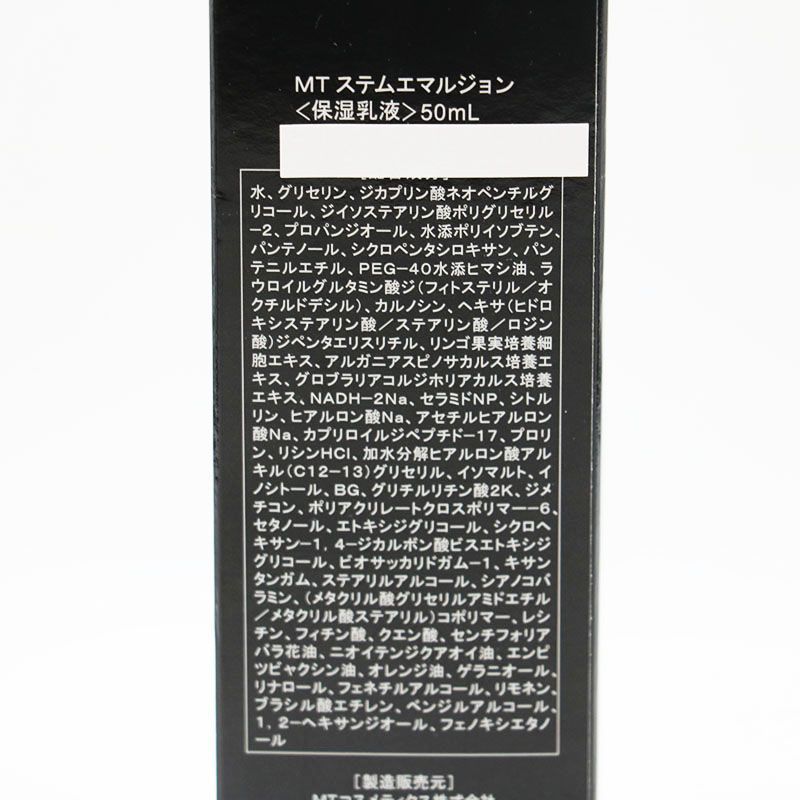 MT ステムエマルジョン
＜保湿乳液＞50mL
水、グリセリン、ジカプリン酸ネオペンチルグ
リコール、ジイソステアリン酸ポリグリセリル
-2、プロパンジオール、水添ポリイソブテン、
パンテノール、シクロペンタシロキサン、パン
テニルエチル、PEG-40水添ヒマシ油、ラ
ウロイルグルタミン酸ジ(フィトステリル／オ
クチルドデシル)、カルノシン、ヘキサ(ヒドロ
キシステアリン酸／ステアリン酸／ロジン
酸)ジペンタエリスリチル、リンゴ果実培養細
胞エキス、アルガニアスピノサカルス培養エ
キス、グロブラリアコルジホリアカルス培養
エキス、NADH-2Na、セラミドNP、シトル
リン、ヒアルロン酸Na、アセチルヒアルロン
酸Na、カプリロイルジペプチド-17、プロリ
ン、リシンHCl、加水分解ヒアルロン酸アル
キル(C12-13)グリセリル、イソマルト、イ
ノシトール、BG、グリチルリチン酸2K、ジメ
チコン、ポリアクリレートクロスポリマー-6、
セタノール、エトキシジグリコール、シクロヘ
キサン-1，4-ジカルボン酸ビスエトキシジ
グリコール、ビオサッカリドガム-1、キサン
タンガム、ステアリルアルコール、シアノコバ
ラミン、(メタクリル酸グリセリルアミドエチル
／メタクリル酸ステアリル)コポリマー、レシ
チン、フィチン酸、クエン酸、センチフォリア
バラ花油、ニオイテンジクアオイ油、エンピ
ツビャクシン油、オレンジ油、ゲラニオール、
リナロール、フェネチルアルコール、リモネン、
ブラシル酸エチレン、ベンジルアルコール、
1，2-ヘキサンジオール、フェノキシエタノ
ール
[製造販売元]
MTコスメティクス株式会社